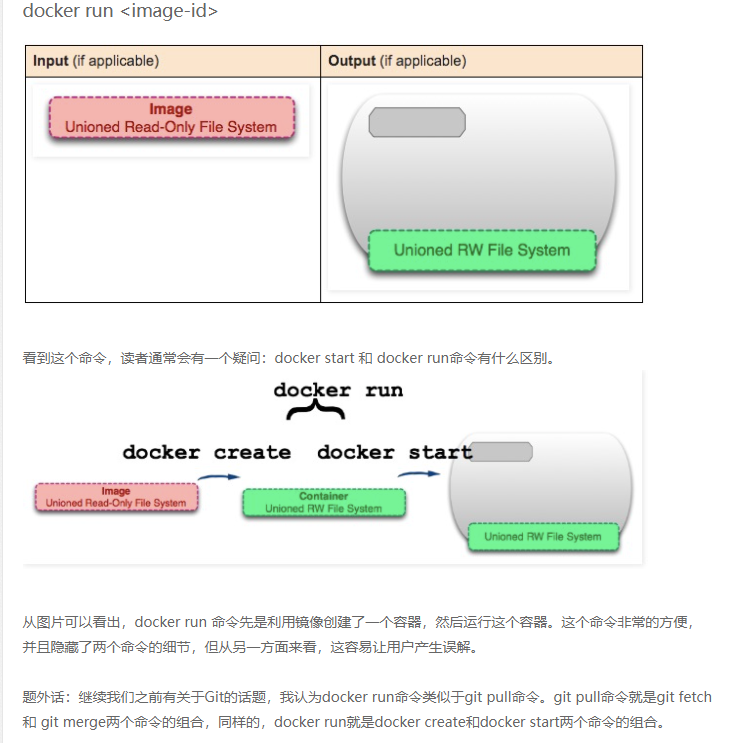 docker run <image-id>
Input (if applicable)
Output (if applicable)
Image
Unioned Read-Only File System
Unioned RW File System
看到这个命令，读者通常会有一个疑问：docker start 和 docker run命令有什么区别。
docker run
docker create docker start
Image
Unioned Read-Only File System
Container
Unioned RW File System
Unioned RW File System
从图片可以看出，docker run 命令先是利用镜像创建了一个容器，然后运行这个容器。这个命令非常的方便，
并且隐藏了两个命令的细节，但从另一方面来看，这容易让用户产生误解。
题外话：继续我们之前有关于Git的话题，我认为docker run命令类似于git pull命令。git pull命令就是git fetch
和 git merge两个命令的组合，同样的，docker run就是docker create和docker start两个命令的组合。